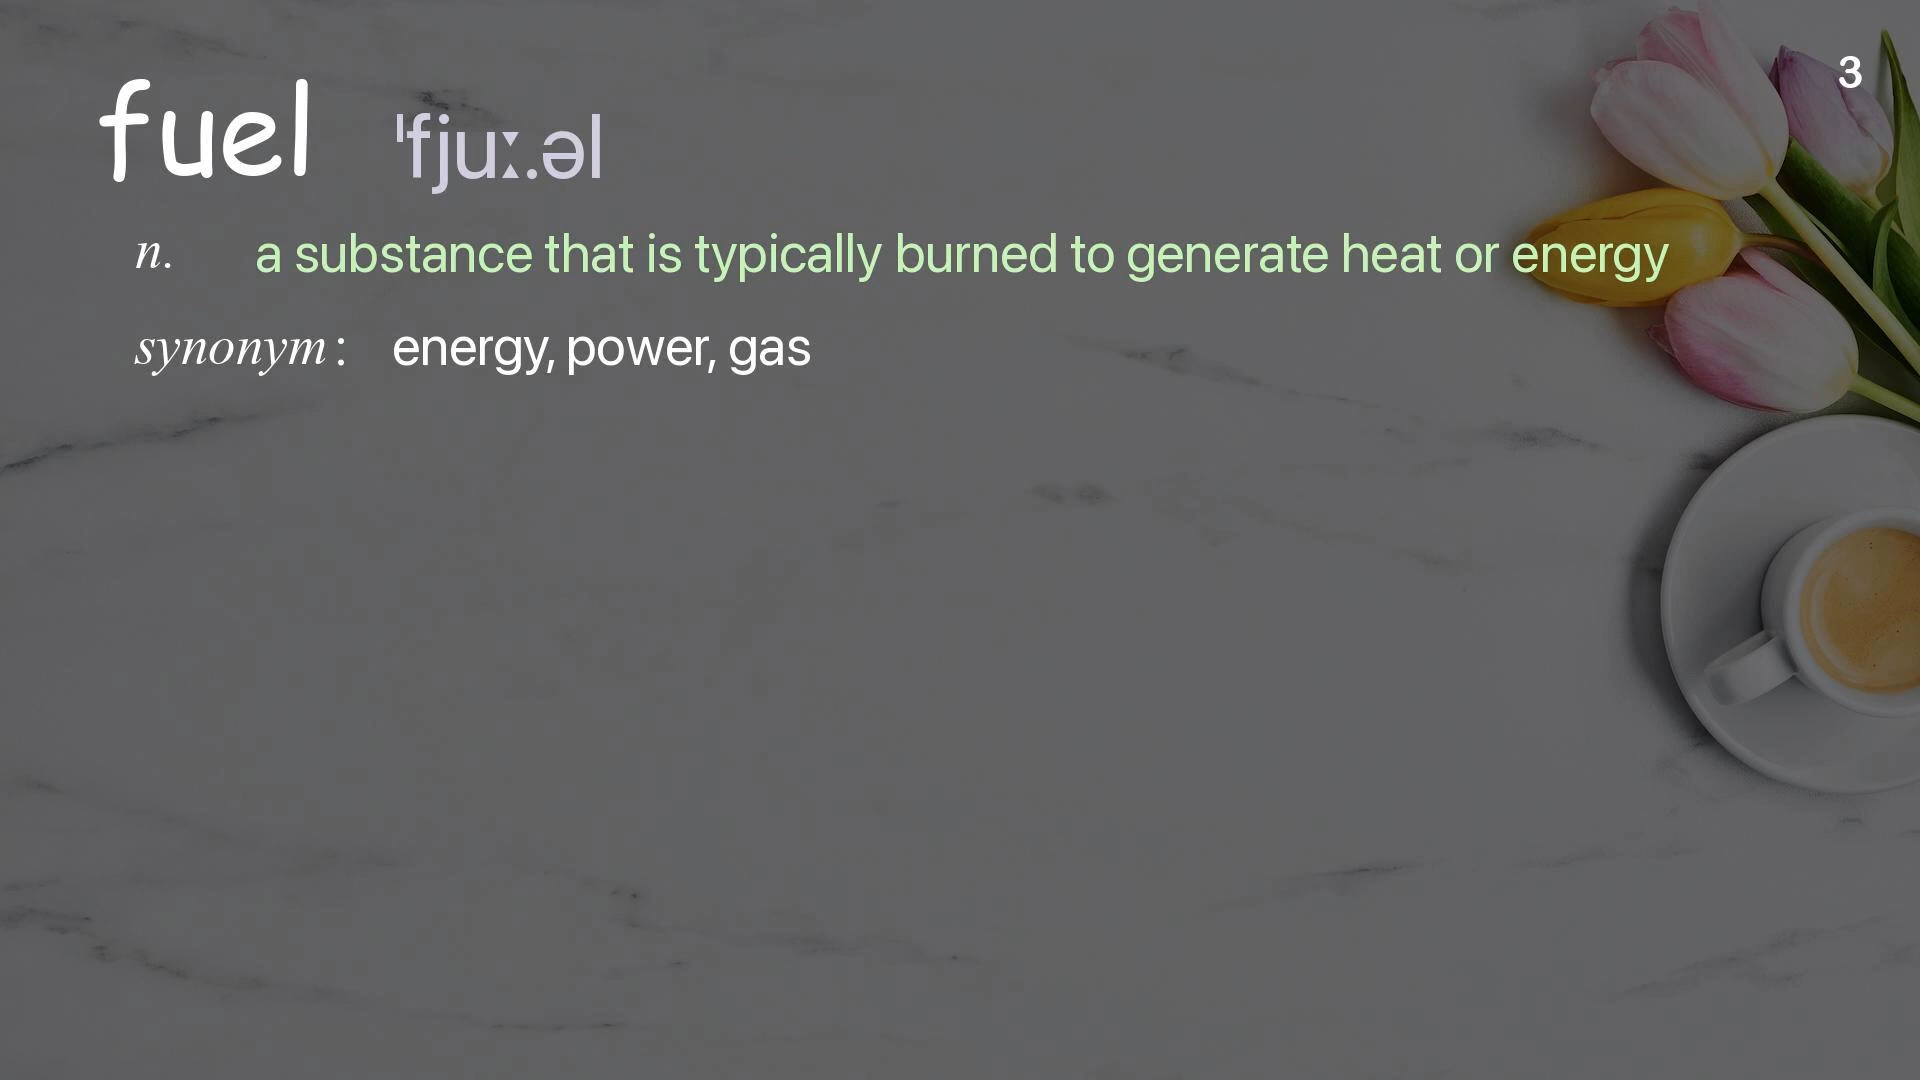 3
fuel ˈfjuː.əl
n. a substance that is typically burned to generate heat or energy
synonym: energy, power, gas